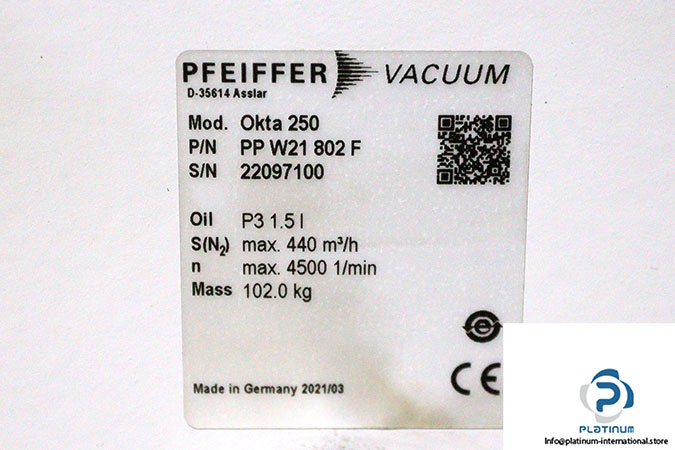 PFEIFFER VACUUM
D-35614 Asslar
Mod. Okta 250
P/N PP W21 802 F
S/N 22097100
Oil P3 1.5 l
S(N₂) max. 440 m³/h
n max. 4500 1/min
Mass 102.0 kg
e
CE
Made in Germany 2021/03
PLATINUM
Info@platinum-international.store